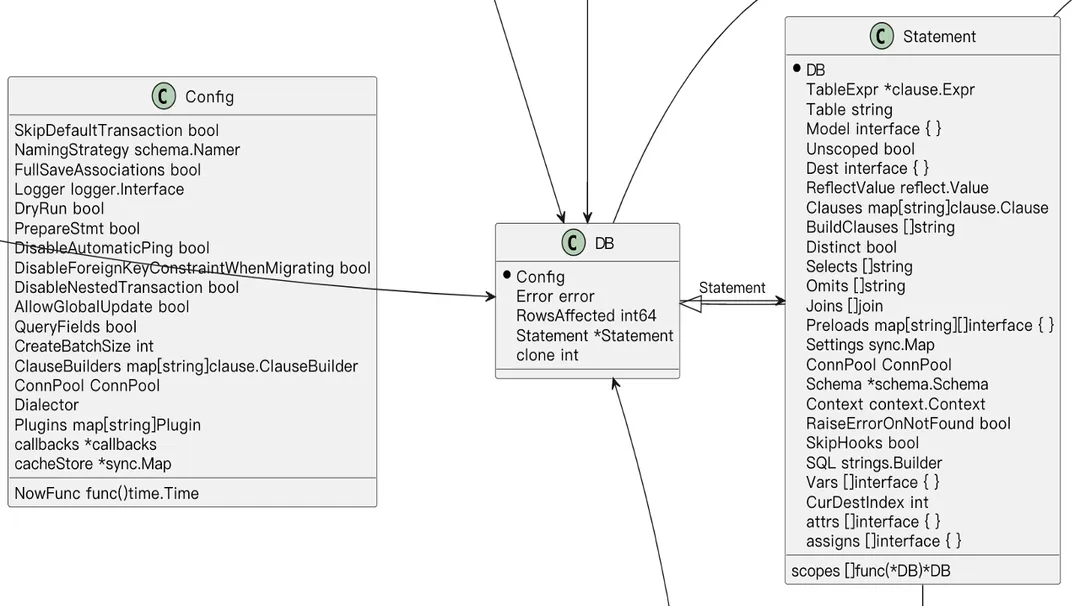 C Config
SkipDefaultTransaction bool
NamingStrategy schema.Namer
FullSaveAssociations bool
Logger logger.Interface
DryRun bool
PrepareStmt bool
DisableAutomaticPing bool
DisableForeignKeyConstraintWhenMigrating bool
DisableNestedTransaction bool
AllowGlobalUpdate bool
QueryFields bool
CreateBatchSize int
ClauseBuilders map[string]clause.ClauseBuilder
ConnPool ConnPool
Dialector
Plugins map[string]Plugin
callbacks *callbacks
cacheStore *sync.Map
NowFunc func()time.Time
C DB
Config
Error error
RowsAffected int64
Statement *Statement
clone int
Statement
C Statement
DB
TableExpr *clause.Expr
Table string
Model interface { }
Unscoped bool
Dest interface { }
ReflectValue reflect.Value
Clauses map[string]clause.Clause
BuildClauses []string
Distinct bool
Selects []string
Omits []string
Joins []join
Preloads map[string][]interface { }
Settings sync.Map
ConnPool ConnPool
Schema *schema.Schema
Context context.Context
RaiseErrorOnNotFound bool
SkipHooks bool
SQL strings.Builder
Vars []interface { }
CurDestIndex int
attrs []interface { }
assigns []interface { }
scopes []func(*DB)*DB